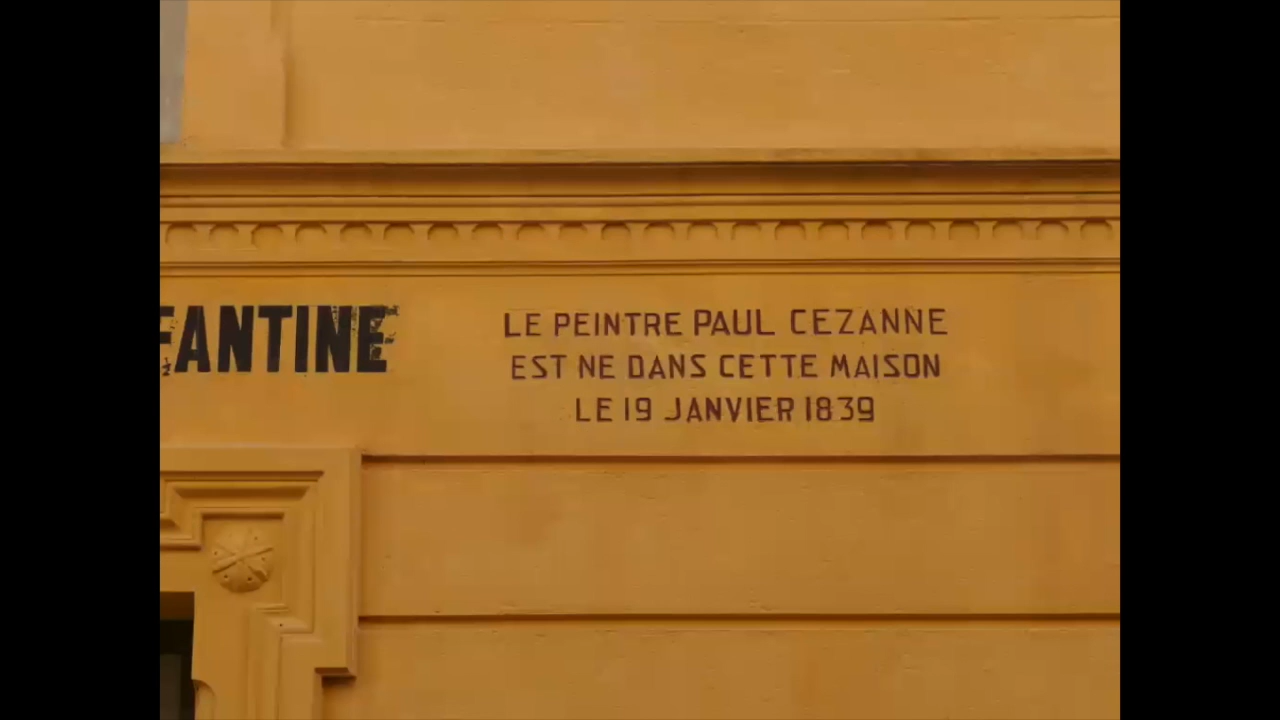 FANTINE
LE PEINTRE PAUL CEZANNE
EST NE DANS CETTE MAISON
LE 19 JANVIER 1839